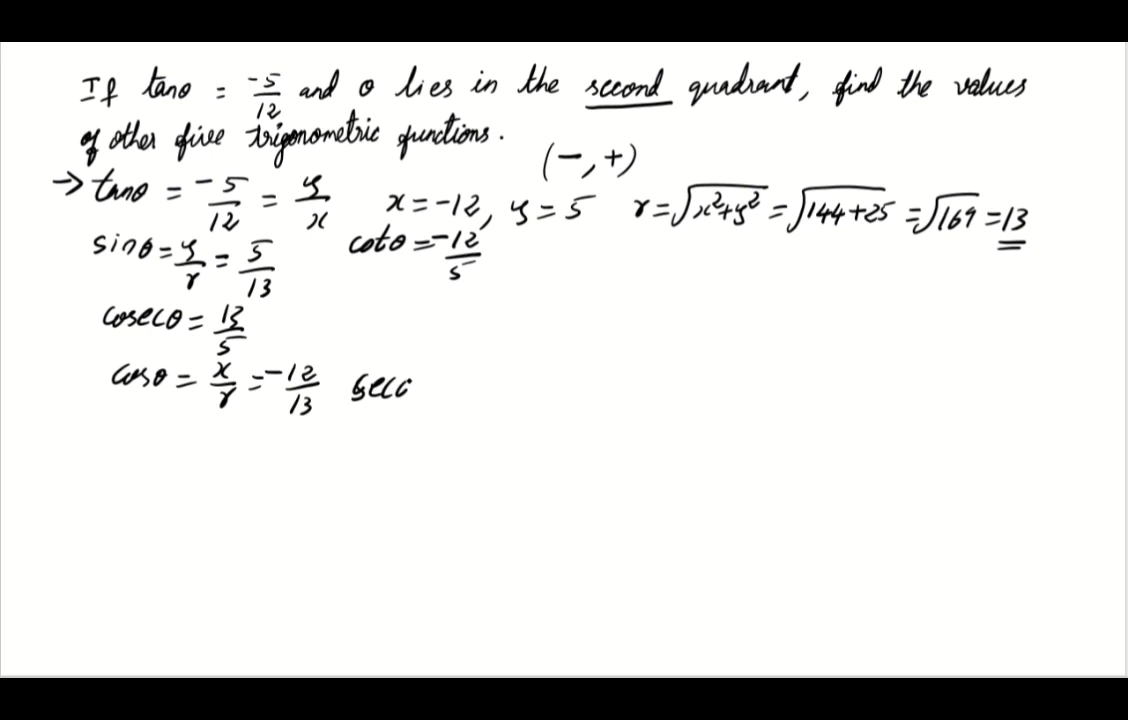 If tanθ = -5/12 and θ lies in the second quadrant, find the values
of other five trigonometric functions.
(-, +)
→ tanθ = -5/12 = y/x x = -12, y = 5 r = √x²+y² = √144+25 = √169 = 13
sinθ = y/r = 5/13 cotθ = -12/5
cosecθ = 13/5
cosθ = x/r = -12/13 sec